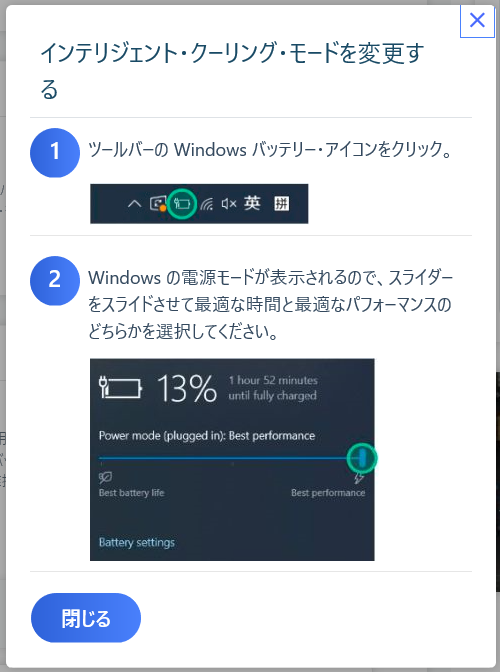 インテリジェント・クーリング・モードを変更す
る
1
ツールバーの Windows バッテリー・アイコンをクリック。
英 拼
2
Windows の電源モードが表示されるので、スライダー
をスライドさせて最適な時間と最適なパフォーマンスの
どちらかを選択してください。
13%
1 hour 52 minutes
until fully charged
Power mode (plugged in): Best performance
Best battery life
Best performance
Battery settings
閉じる